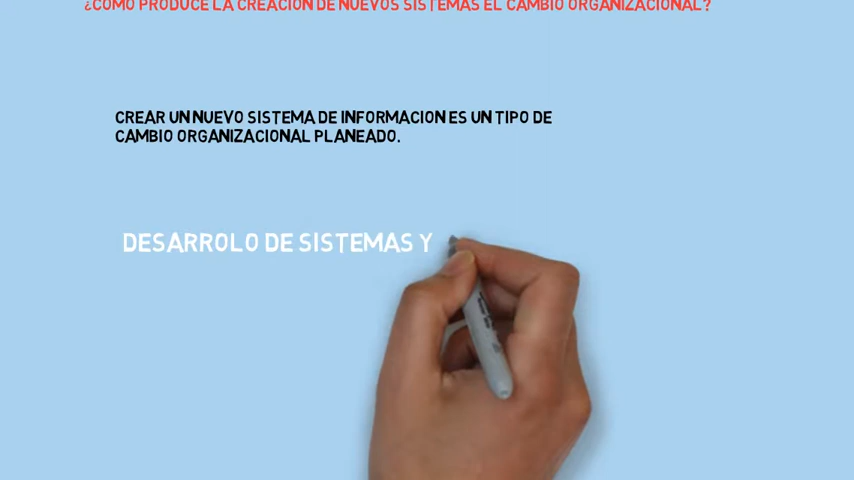 ¿COMO PRODUCE LA CREACION DE NUEVOS SISTEMAS EL CAMBIO ORGANIZACIONAL?
CREAR UN NUEVO SISTEMA DE INFORMACION ES UN TIPO DE
CAMBIO ORGANIZACIONAL PLANEADO.
DESARROLO DE SISTEMAS Y